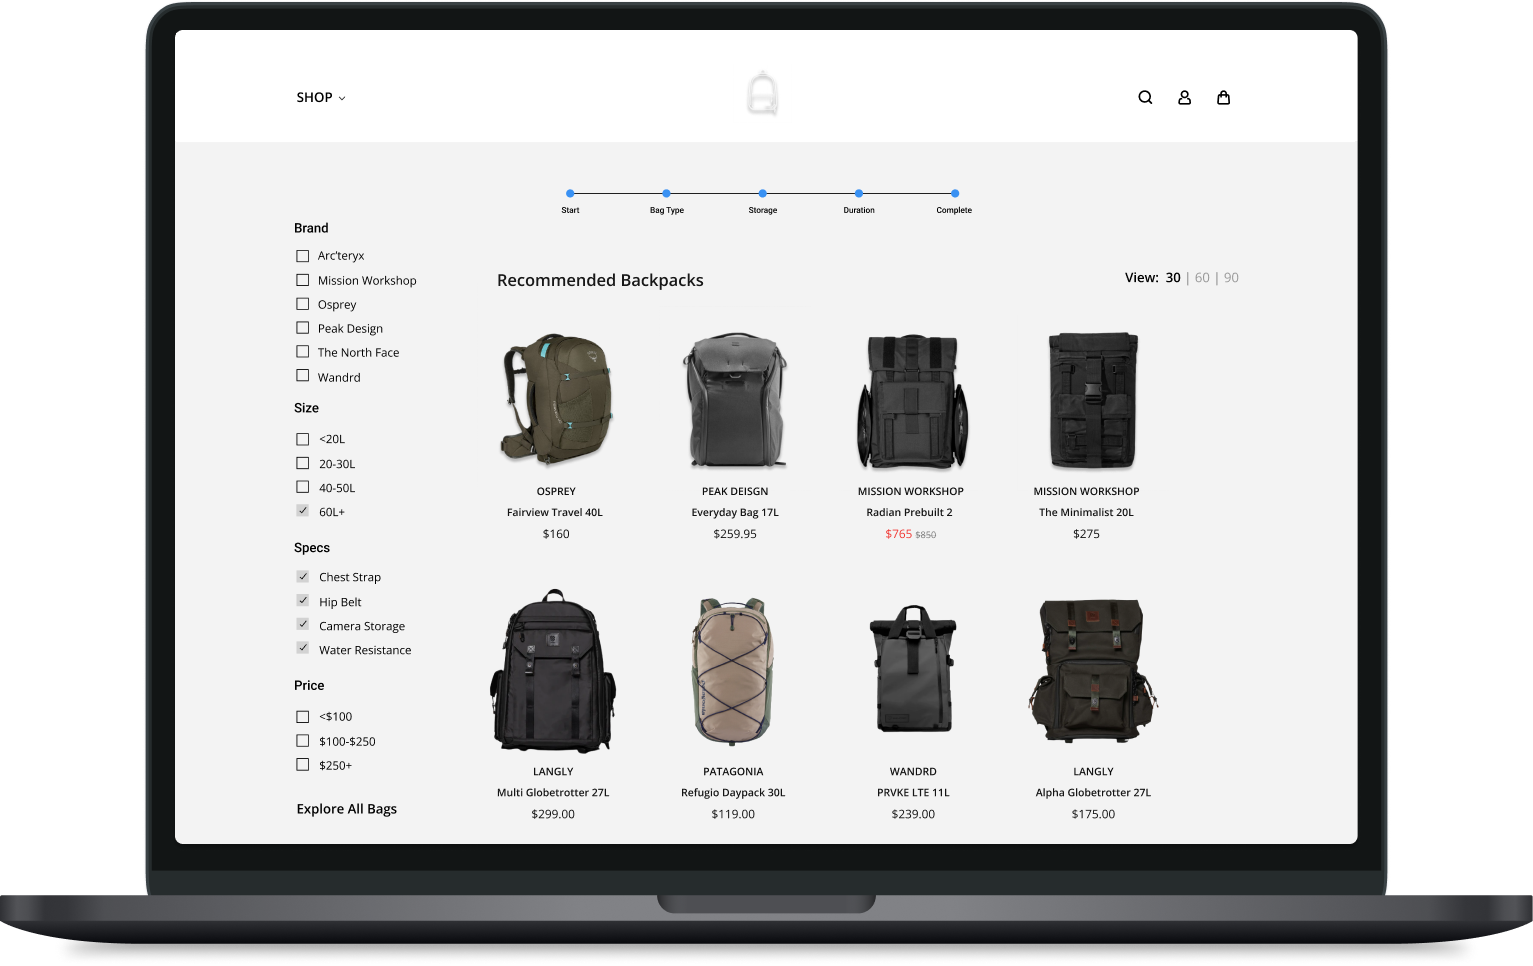 SHOP
Start
Bag Type
Storage
Duration
Complete
Brand
Arc'teryx
Mission Workshop
Osprey
Peak Design
The North Face
Wandrd
Size
<20L
20-30L
40-50L
60L+
Specs
Chest Strap
Hip Belt
Camera Storage
Water Resistance
Price
<$100
$100-$250
$250+
Explore All Bags
Recommended Backpacks
View: 30 | 60 | 90
OSPREY
Fairview Travel 40L
$160
PEAK DEISGN
Everyday Bag 17L
$259.95
MISSION WORKSHOP
Radian Prebuilt 2
$765 $850
MISSION WORKSHOP
The Minimalist 20L
$275
LANGLY
Multi Globetrotter 27L
$299.00
PATAGONIA
Refugio Daypack 30L
$119.00
WANDRD
PRVKE LTE 11L
$239.00
LANGLY
Alpha Globetrotter 27L
$175.00